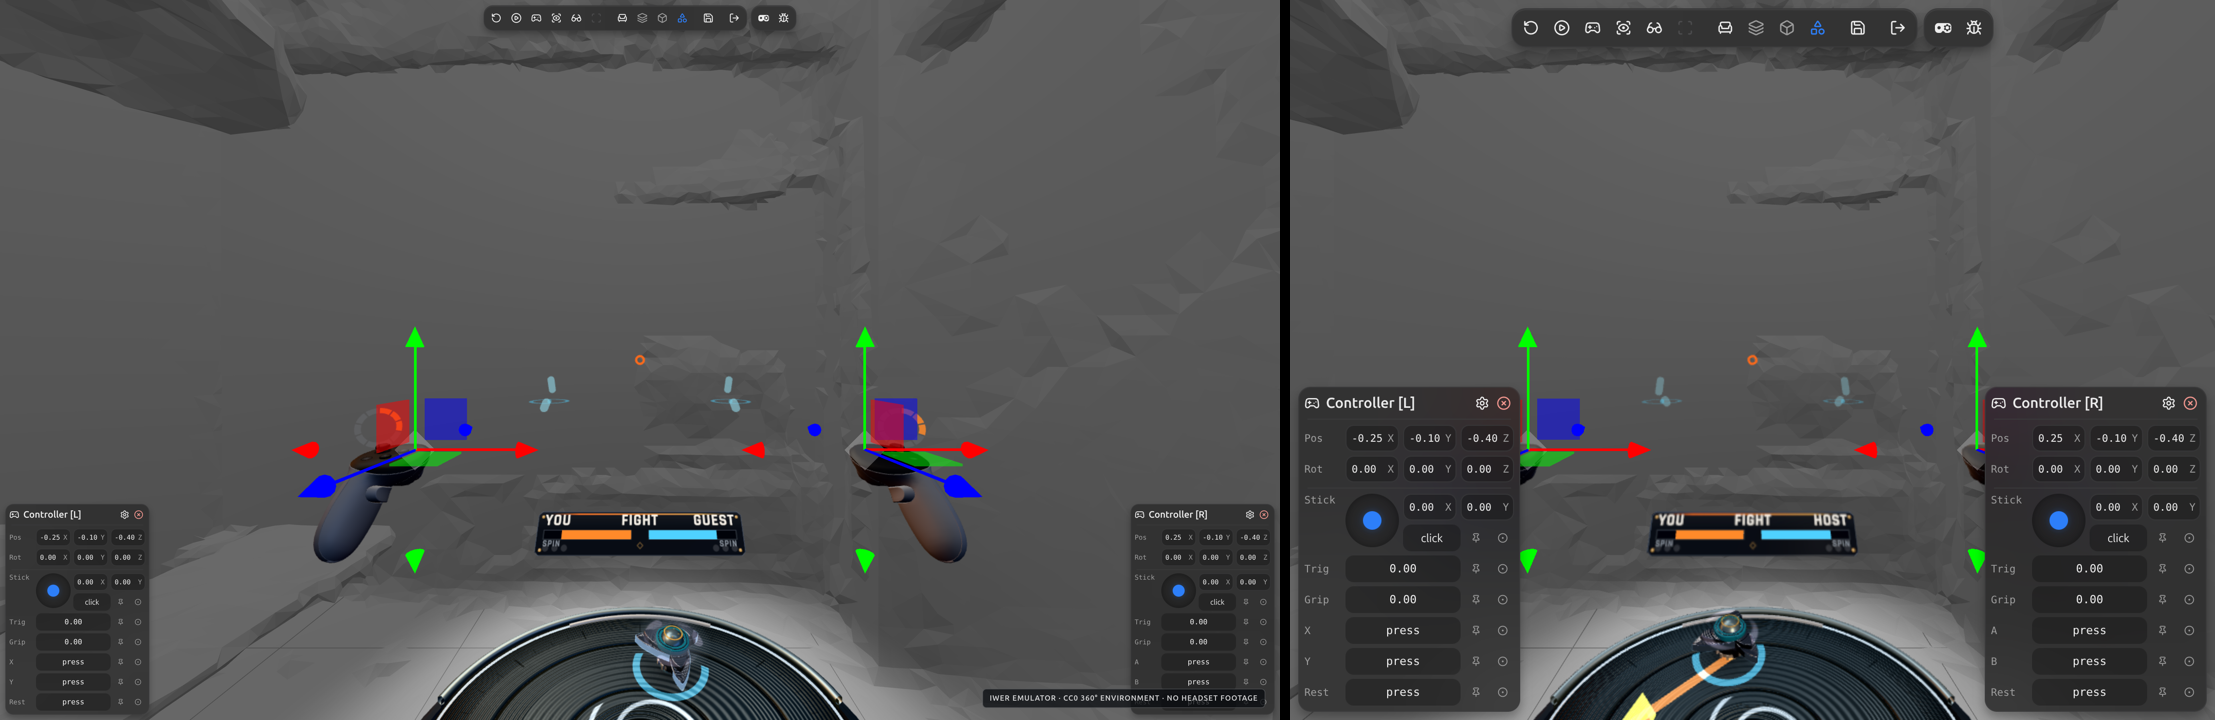 YOU FIGHT GUEST
SPIN SPIN
Controller [L]
Pos -0.25 X -0.10 Y -0.40 Z
Rot 0.00 X 0.00 Y 0.00 Z
Stick 0.00 X 0.00 Y
click
Trig 0.00
Grip 0.00
X press
Y press
Rest press
Controller [R]
Pos 0.25 X -0.10 Y -0.40 Z
Rot 0.00 X 0.00 Y 0.00 Z
Stick 0.00 X 0.00 Y
click
Trig 0.00
Grip 0.00
A press
B press
IWER EMULATOR · CC0 360° ENVIRONMENT · NO HEADSET FOOTAGE
Controller [L]
Pos -0.25 X -0.10 Y -0.40 Z
Rot 0.00 X 0.00 Y 0.00 Z
Stick 0.00 X 0.00 Y
click
Trig 0.00
Grip 0.00
X press
Y press
Rest press
YOU FIGHT HOST
SPIN SPIN
Controller [R]
Pos 0.25 X -0.10 Y -0.40 Z
Rot 0.00 X 0.00 Y 0.00 Z
Stick 0.00 X 0.00 Y
click
Trig 0.00
Grip 0.00
A press
B press
Rest press